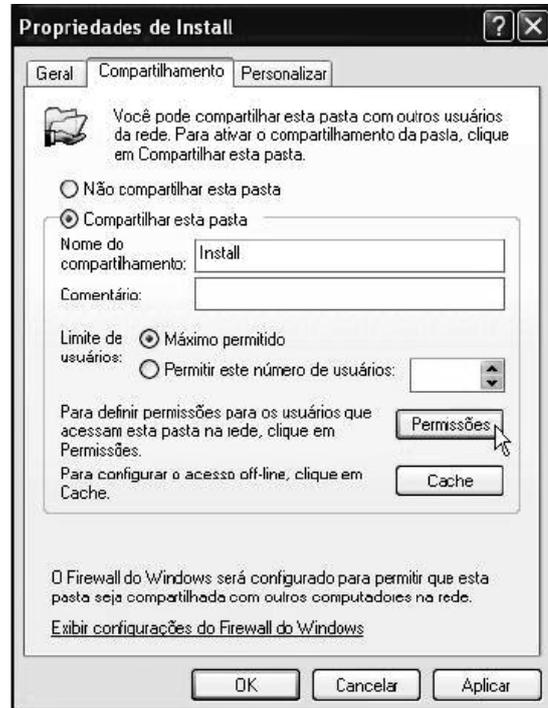 Propriedades de Install
Geral Compartilhamento Personalizar
Você pode compartilhar esta pasta com outros usuários
da rede. Para ativar o compartilhamento da pasta, clique
em Compartilhar esta pasta.
Não compartilhar esta pasta
Compartilhar esta pasta
Nome do
compartilhamento: Install
Comentário:
Limite de
usuários:
Máximo permitido
Permitir este número de usuários:
Para definir permissões para os usuários que
acessam esta pasta na rede, clique em
Permissões.
Permissões
Para configurar o acesso off-line, clique em
Cache.
Cache
O Firewall do Windows será configurado para permitir que esta
pasta seja compartilhada com outros computadores na rede.
Exibir configurações do Firewall do Windows
OK Cancelar Aplicar